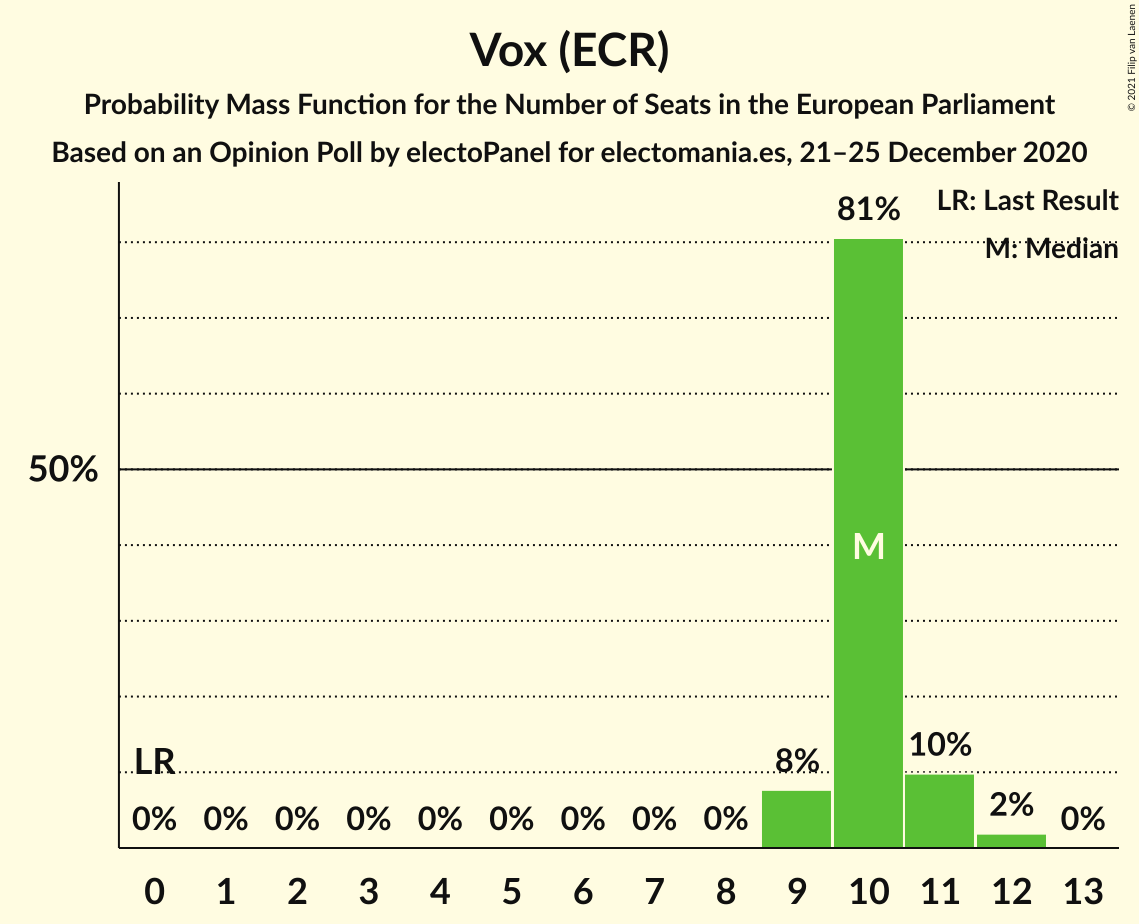 Vox (ECR)
Probability Mass Function for the Number of Seats in the European Parliament
Based on an Opinion Poll by electoPanel for electomania.es, 21–25 December 2020
© 2021 Filip van Laenen
LR: Last Result
M: Median
81%
50%
M
LR
8%
10%
2%
0% 0% 0% 0% 0% 0% 0% 0% 0% 0%
0 1 2 3 4 5 6 7 8 9 10 11 12 13